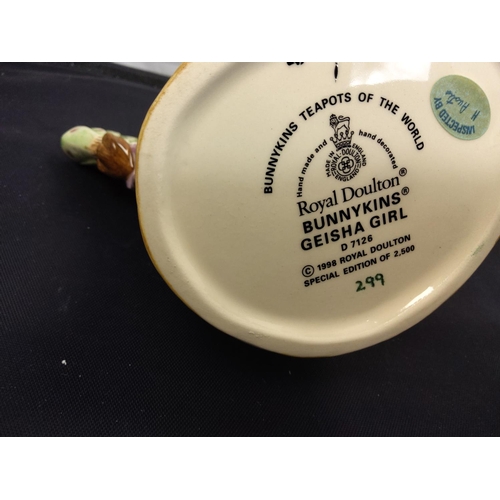 BUNNYKINS TEAPOTS OF THE WORLD
Hand made and hand decorated
MADE IN ENGLAND
ROYAL DOULTON
ENGLAND
Royal Doulton®
BUNNYKINS®
GEISHA GIRL
D 7126
© 1998 ROYAL DOULTON
SPECIAL EDITION OF 2,500
299
INSPECTED BY